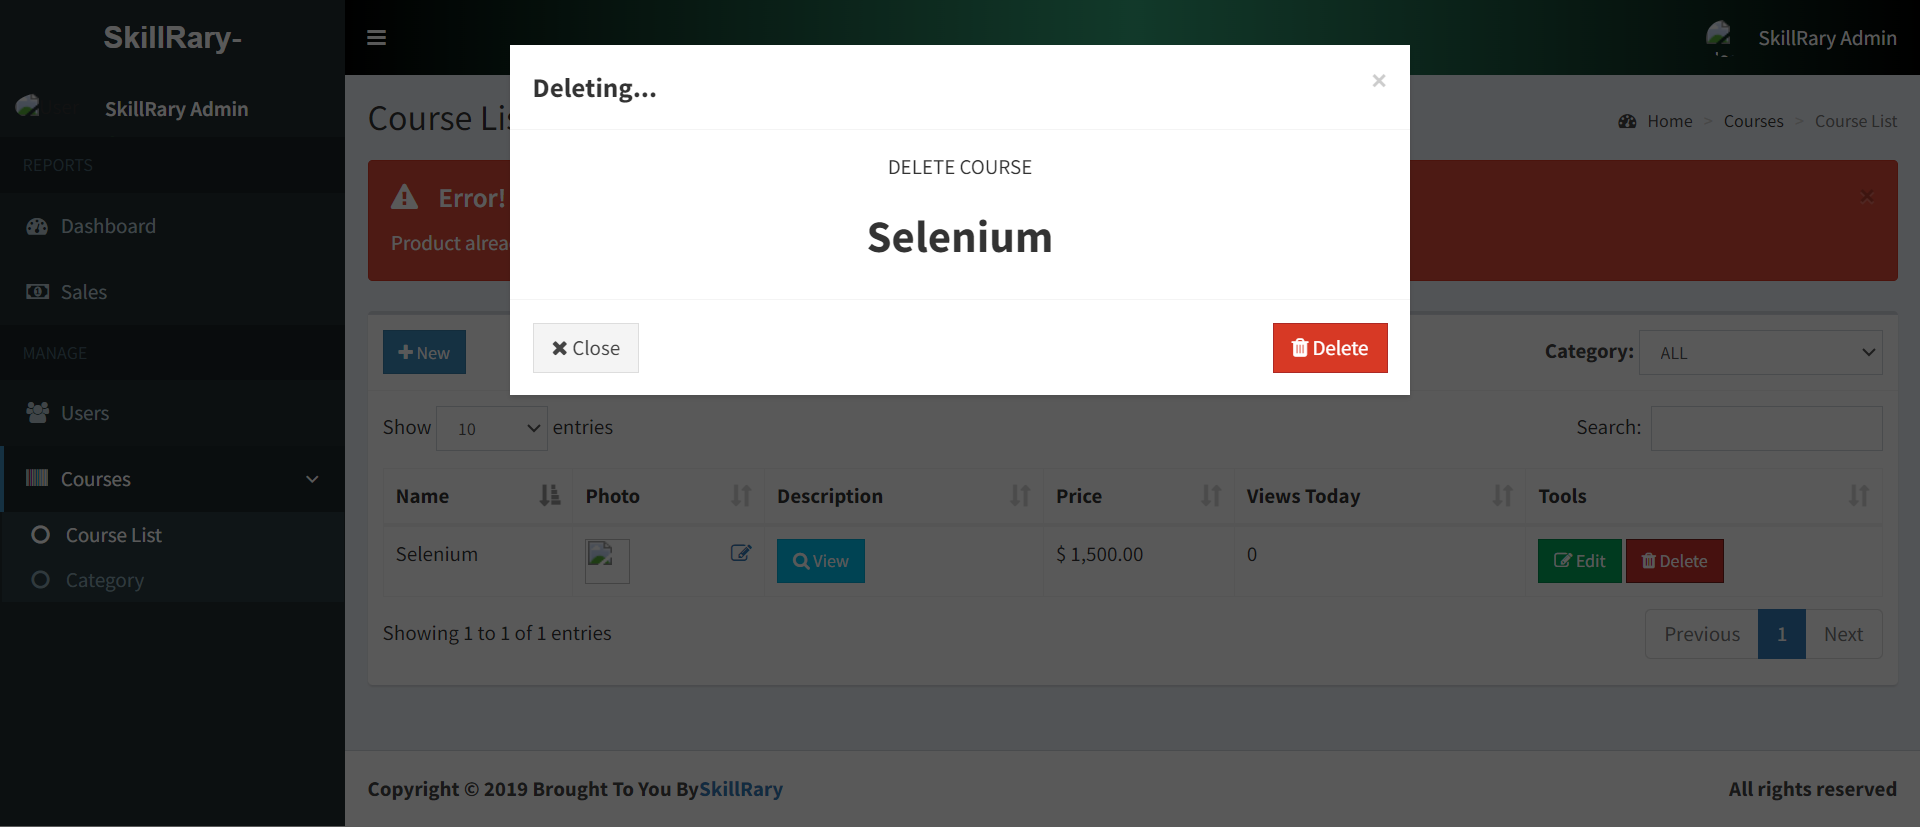 SkillRary-
SkillRary Admin
SkillRary Admin
REPORTS
Dashboard
Sales
MANAGE
Users
Courses
Course List
Category
Deleting...
×
DELETE COURSE
Selenium
Close
Delete
Course
Home > Courses > Course List
Error!
Product
New
Category: ALL
Show 10 entries
Search:
Name Photo Description Price Views Today Tools
Selenium View $ 1,500.00 0 Edit Delete
Showing 1 to 1 of 1 entries
Previous 1 Next
Copyright © 2019 Brought To You BySkillRary
All rights reserved